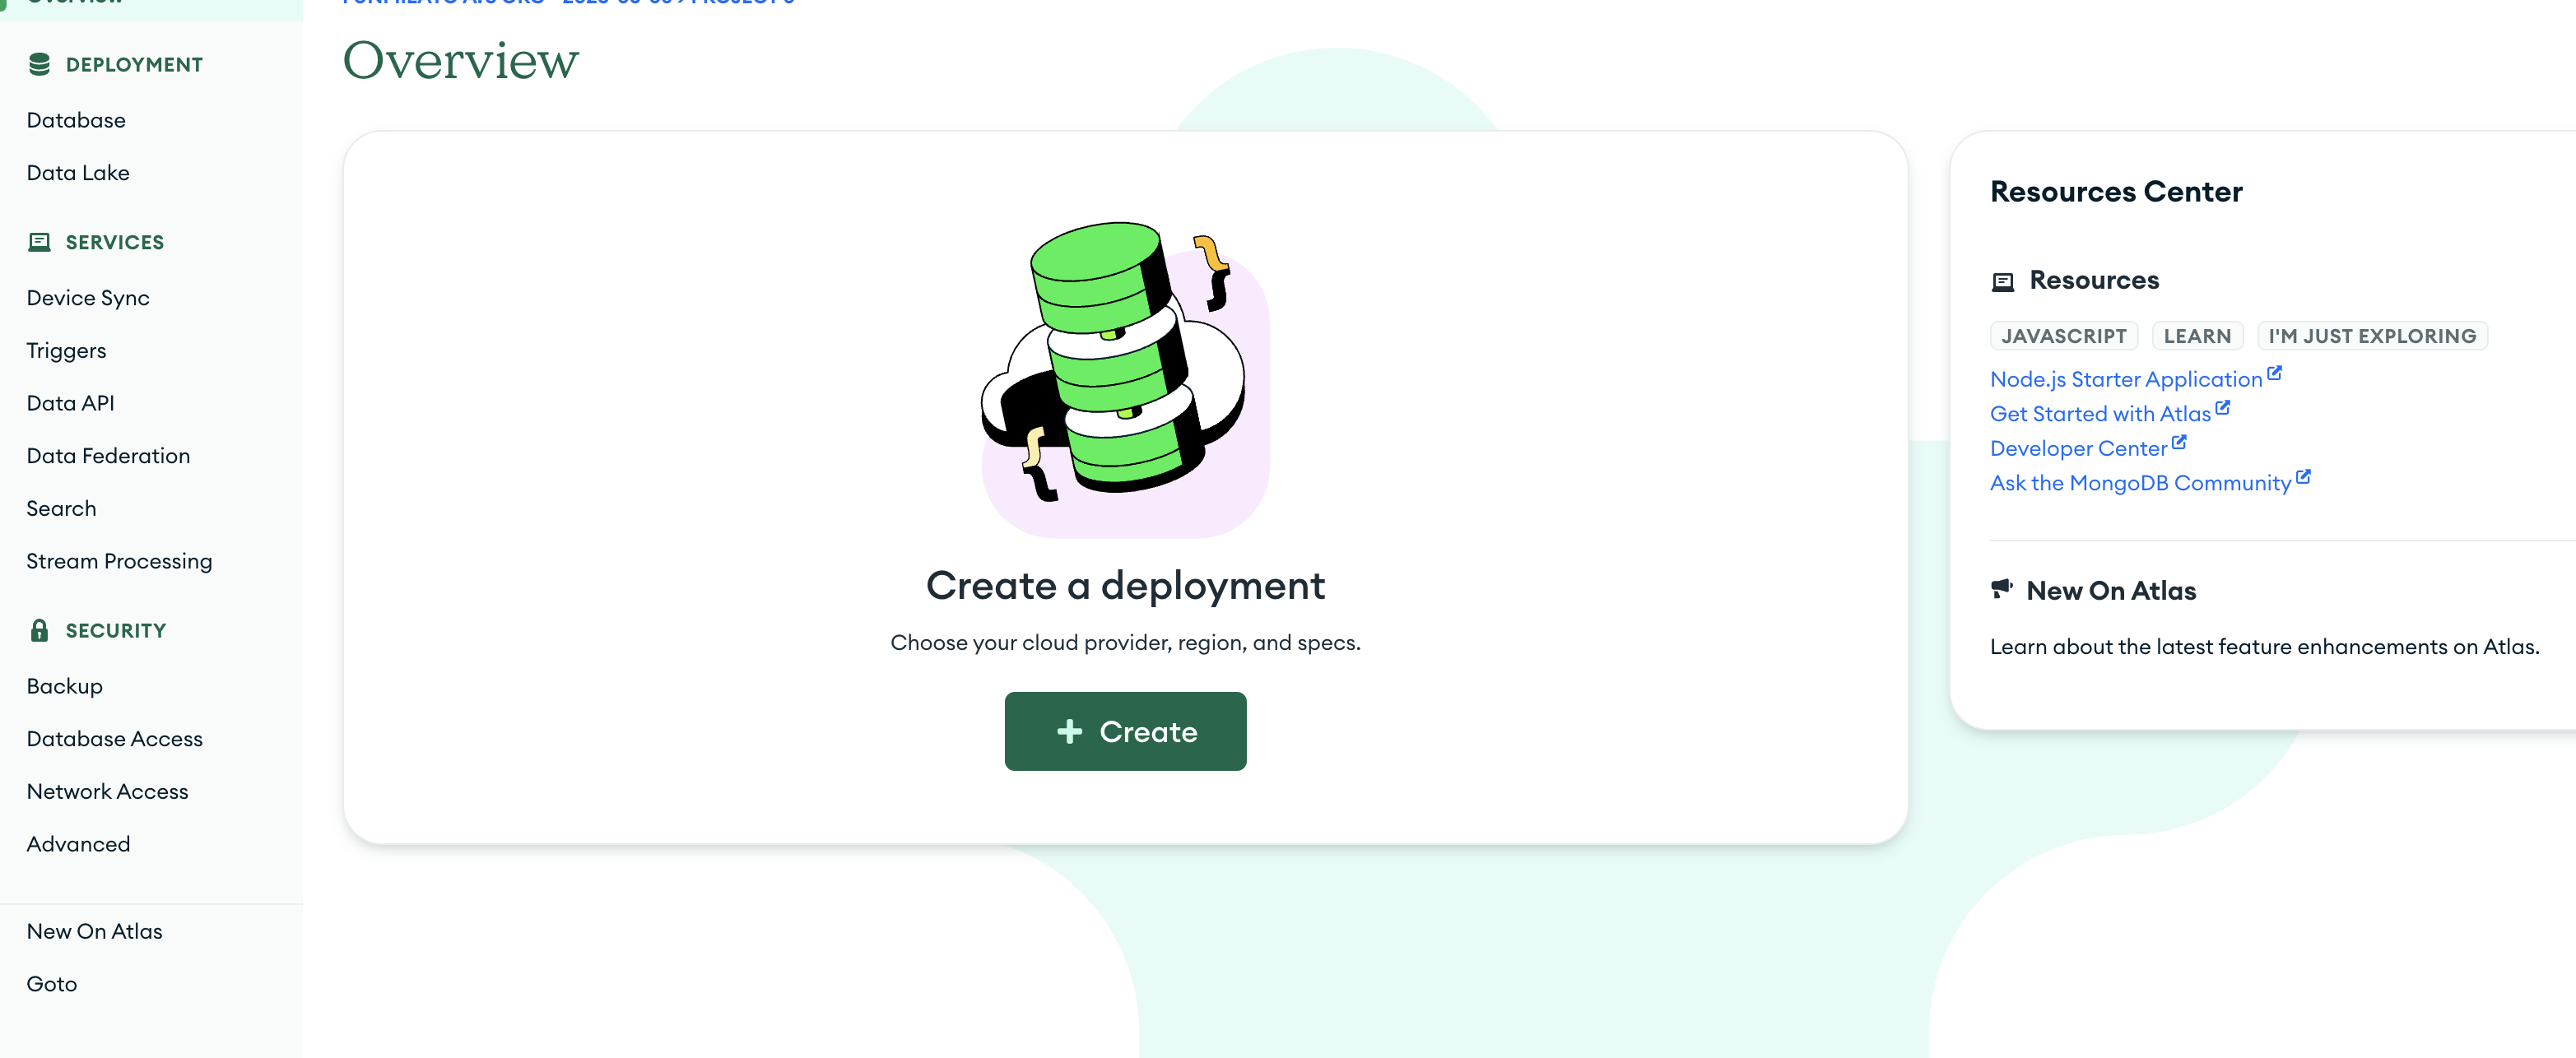 Overview
DEPLOYMENT
Database
Data Lake
SERVICES
Device Sync
Triggers
Data API
Data Federation
Search
Stream Processing
SECURITY
Backup
Database Access
Network Access
Advanced
New On Atlas
Goto
Overview
Create a deployment
Choose your cloud provider, region, and specs.
+ Create
Resources Center
Resources
JAVASCRIPT LEARN I'M JUST EXPLORING
Node.js Starter Application
Get Started with Atlas
Developer Center
Ask the MongoDB Community
New On Atlas
Learn about the latest feature enhancements on Atlas.